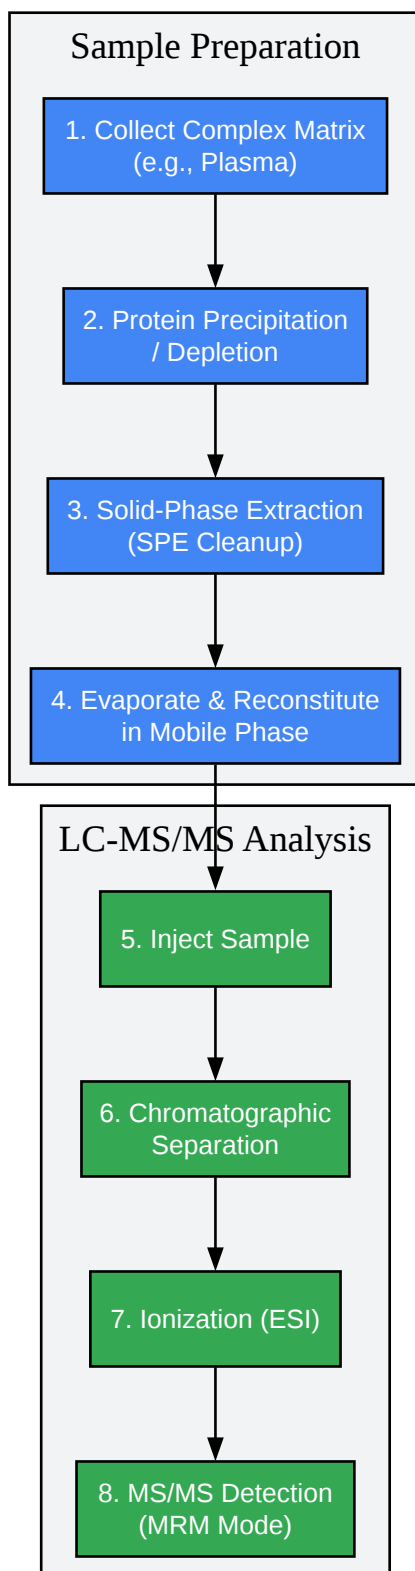 Sample Preparation
1. Collect Complex Matrix
(e.g., Plasma)
2. Protein Precipitation
/ Depletion
3. Solid-Phase Extraction
(SPE Cleanup)
4. Evaporate & Reconstitute
in Mobile Phase
LC-MS/MS Analysis
5. Inject Sample
6. Chromatographic
Separation
7. Ionization (ESI)
8. MS/MS Detection
(MRM Mode)